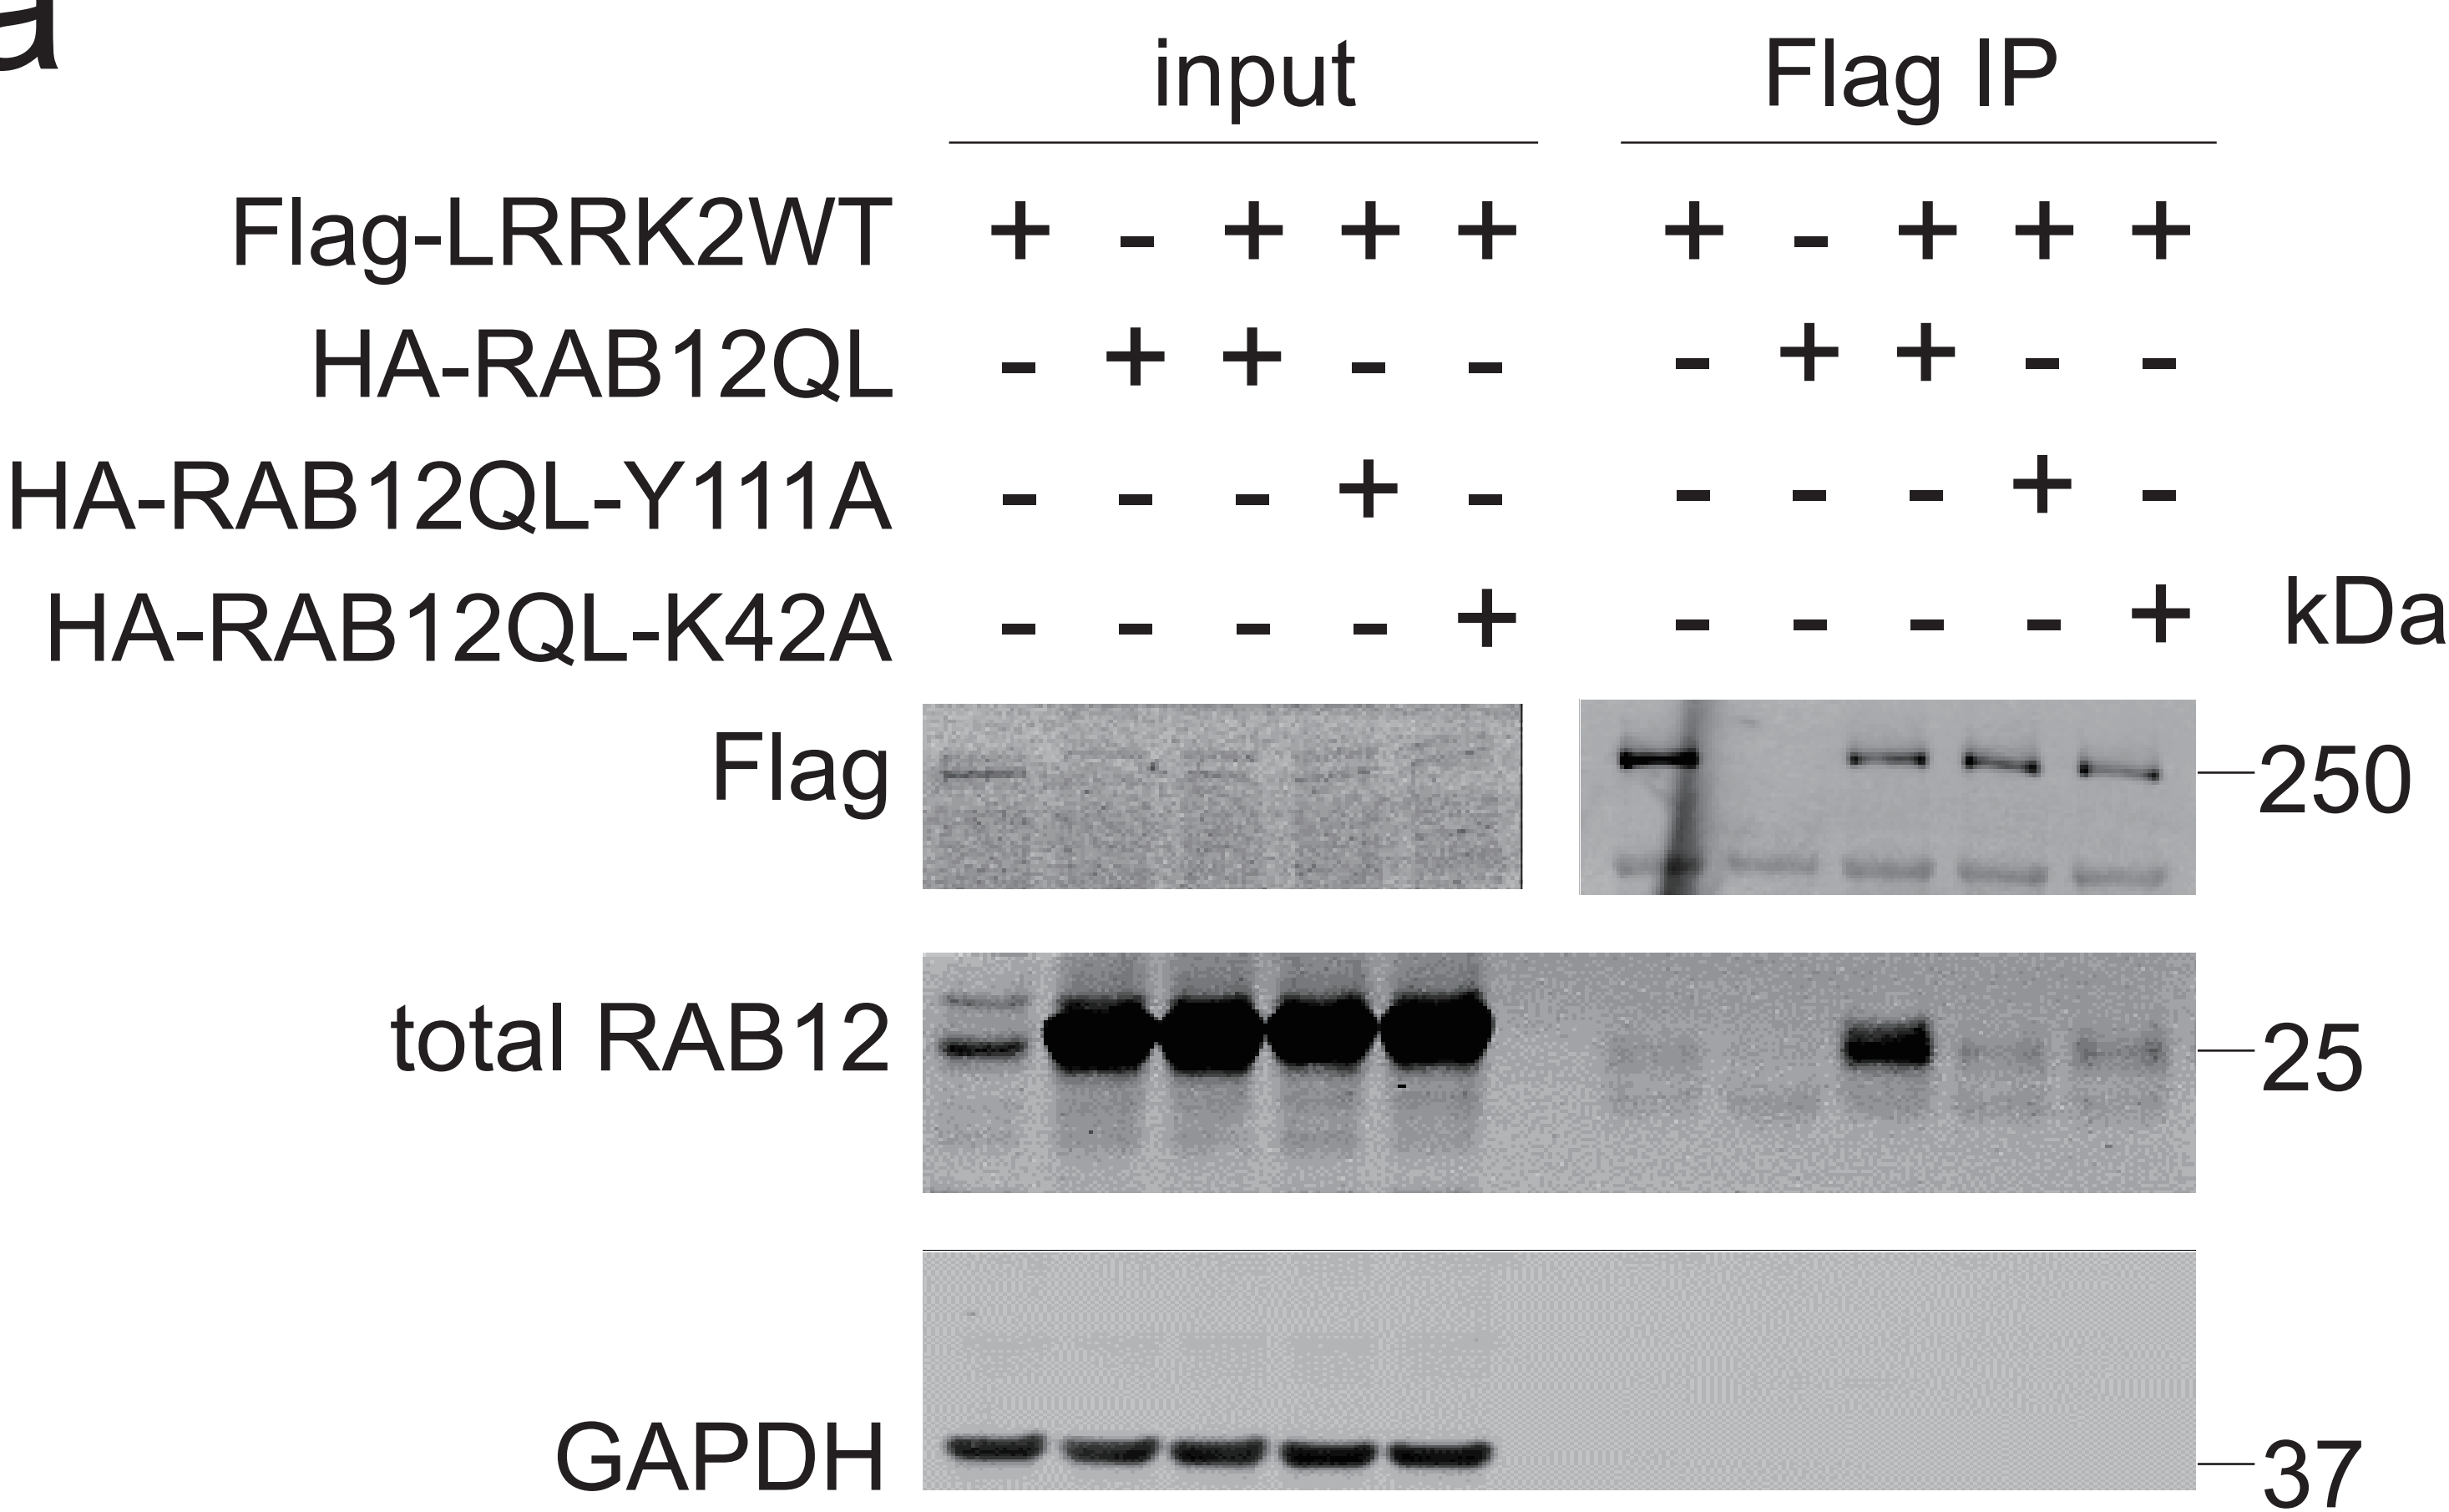 a
input Flag IP
Flag-LRRK2WT + - + + + + - + + +
HA-RAB12QL - + + - - - + + - -
HA-RAB12QL-Y111A - - - + - - - - + -
HA-RAB12QL-K42A - - - - + - - - - + kDa
Flag 250
total RAB12 25
GAPDH 37